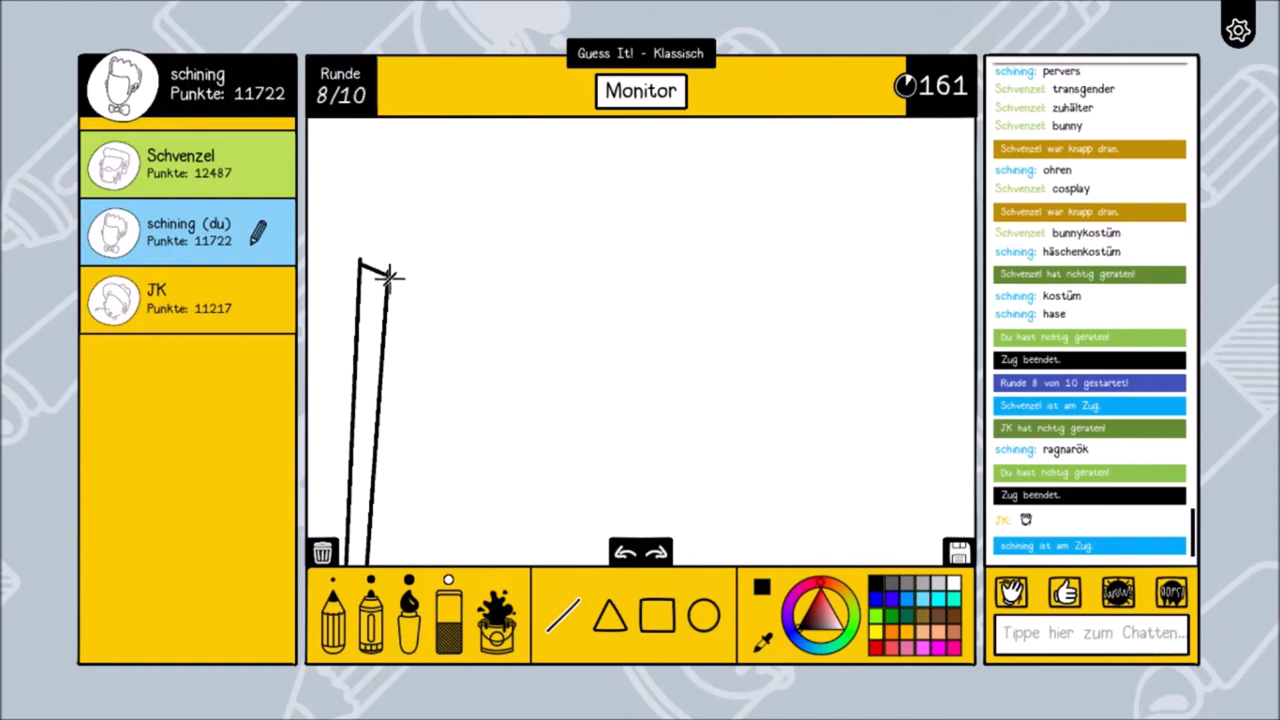 Guess It! - Klassisch
schining
Punkte: 11722
Runde
8/10
Monitor
161
Schvenzel
Punkte: 12487
schining (du)
Punkte: 11722
JK
Punkte: 11217
schining: pervers
Schvenzel: transgender
Schvenzel: zuhälter
Schvenzel: bunny
Schvenzel war knapp dran.
schining: ohren
Schvenzel: cosplay
Schvenzel war knapp dran.
Schvenzel: bunnykostüm
schining: häschenkostüm
Schvenzel hat richtig geraten!
schining: kostüm
schining: hase
Du hast richtig geraten!
Zug beendet.
Runde 8 von 10 gestartet!
Schvenzel ist am Zug.
JK hat richtig geraten!
schining: ragnarök
Du hast richtig geraten!
Zug beendet.
JK:
schining ist am Zug.
WOW!!
OOPS!
Tippe hier zum Chatten...